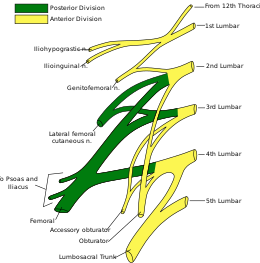 Posterior Division
Anterior Division
From 12th Thoraci
1st Lumbar
Iliohypogastric n.
Ilioinguinal n.
2nd Lumbar
Genitofemoral n.
3rd Lumbar
Lateral femoral
cutaneous n.
4th Lumbar
o Psoas and
Iliacus
5th Lumbar
Femoral
Accessory obturator
Obturator
Lumbosacral Trunk